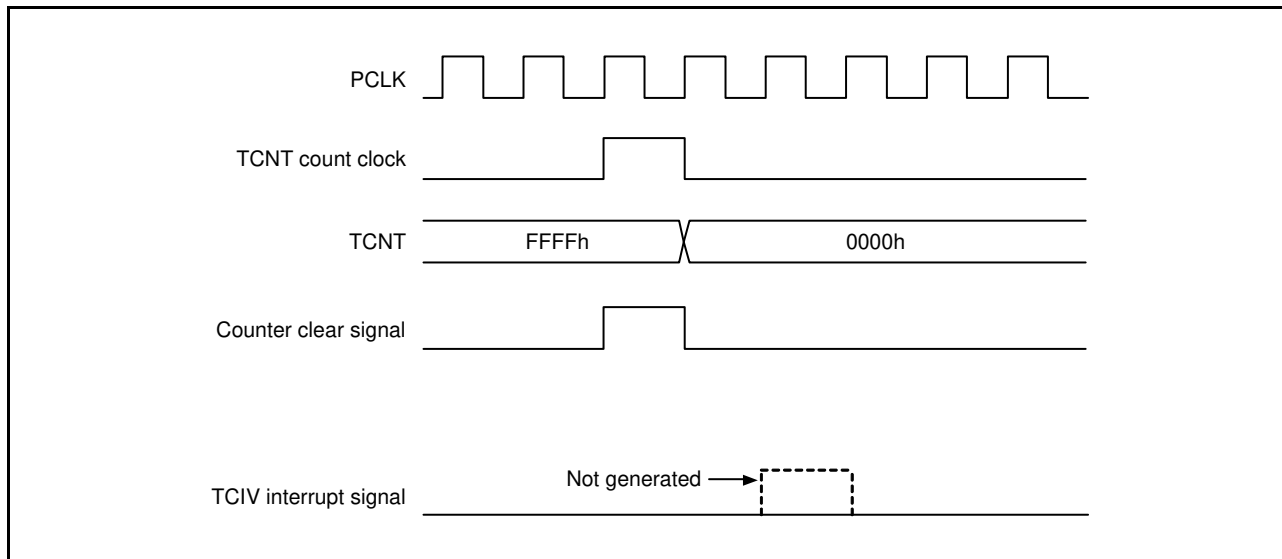 PCLK
TCNT count clock
TCNT
FFFFh
0000h
Counter clear signal
Not generated
TCIV interrupt signal